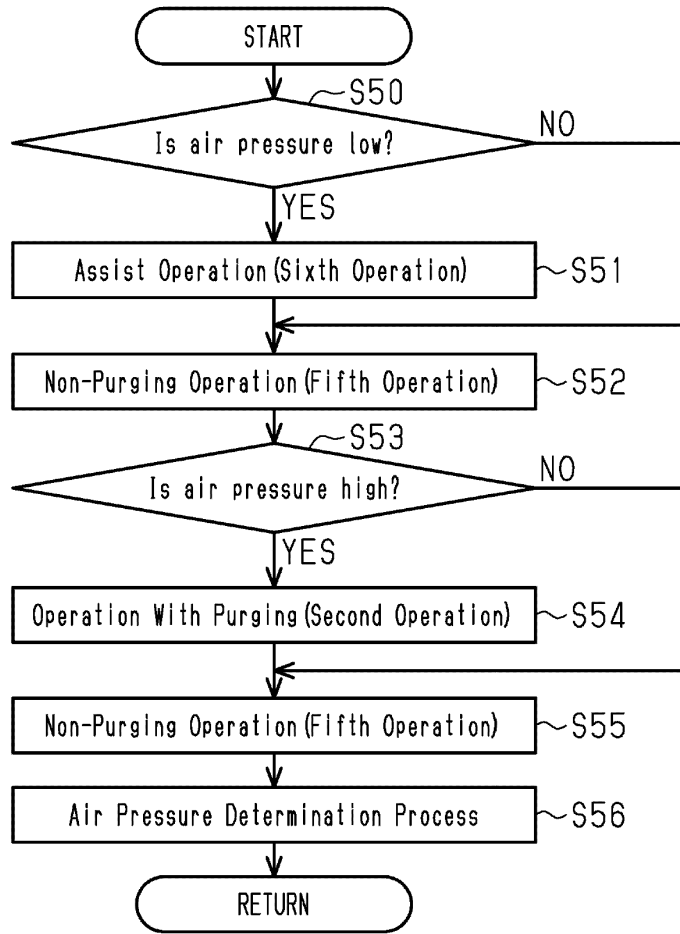 START
S50
Is air pressure low?
NO
YES
Assist Operation(Sixth Operation)
S51
Non-Purging Operation(Fifth Operation)
S52
S53
Is air pressure high?
NO
YES
Operation With Purging(Second Operation)
S54
Non-Purging Operation(Fifth Operation)
S55
Air Pressure Determination Process
S56
RETURN